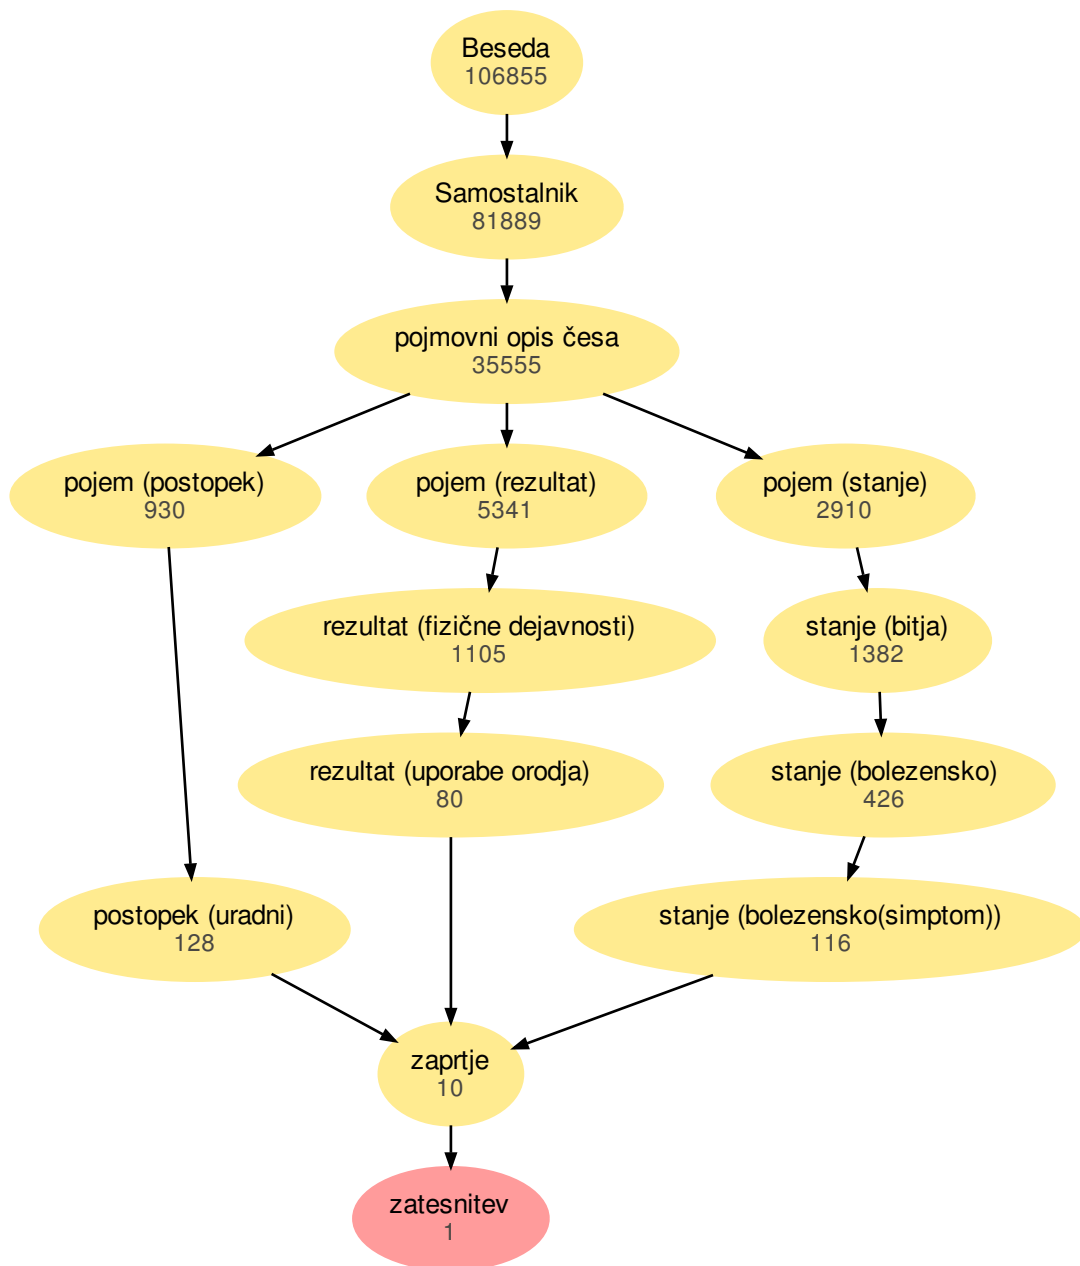 Beseda
106855
Samostalnik
81889
pojmovni opis česa
35555
pojem (postopek)
930
pojem (rezultat)
5341
pojem (stanje)
2910
rezultat (fizične dejavnosti)
1105
stanje (bitja)
1382
rezultat (uporabe orodja)
80
stanje (bolezensko)
426
postopek (uradni)
128
stanje (bolezensko(simptom))
116
zaprtje
10
zatesnitev
1